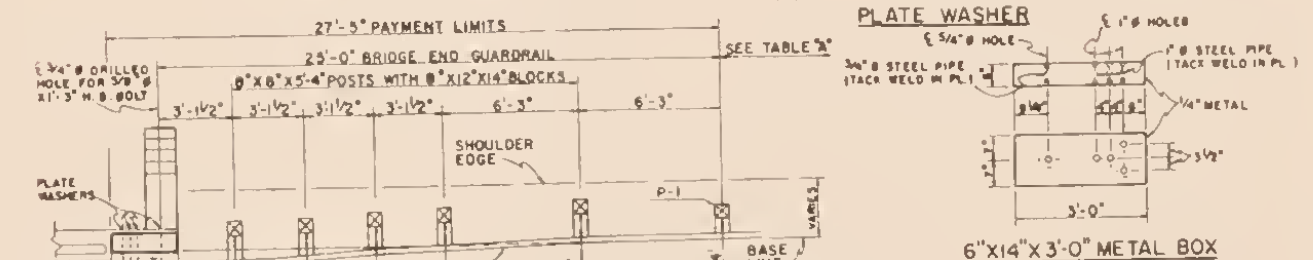 27'-5" PAYMENT LIMITS
25'-0" BRIDGE END GUARDRAIL
SEE TABLE "A"
℄ 3/4" Ø DRILLED
HOLE FOR 5/8" Ø
X1'-3" H.S. BOLT
8"X8"X5'-4" POSTS WITH 8"X12"X14" BLOCKS
3'-1 1/2" 3'-1 1/2" 3'-1 1/2" 3'-1 1/2" 6'-3" 6'-3"
SHOULDER
EDGE
PLATE
WASHERS
P-1
VARIES
BASE
PLATE WASHER
℄ 1" Ø HOLES
℄ 3/4" Ø HOLE
1" Ø STEEL PIPE
(TACK WELD IN PL.)
3/4" Ø STEEL PIPE
(TACK WELD IN PL.)
1/4" METAL
7" 7"
3 1/2"
3'-0"
6"X14"X3'-0" METAL BOX